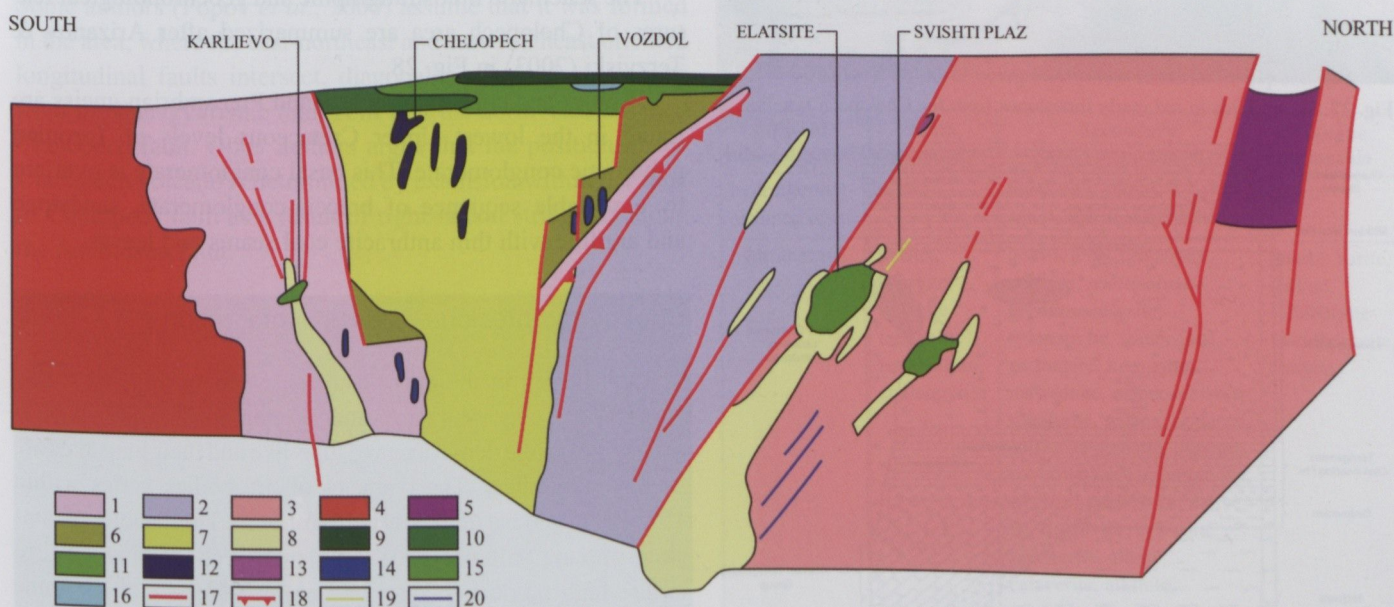 SOUTH
NORTH
KARLIEVO
CHELOPECH
VOZDOL
ELATSITE
SVISHTI PLAZ
1 2 3 4 5
6 7 8 9 10
11 12 13 14 15
16 17 18 19 20